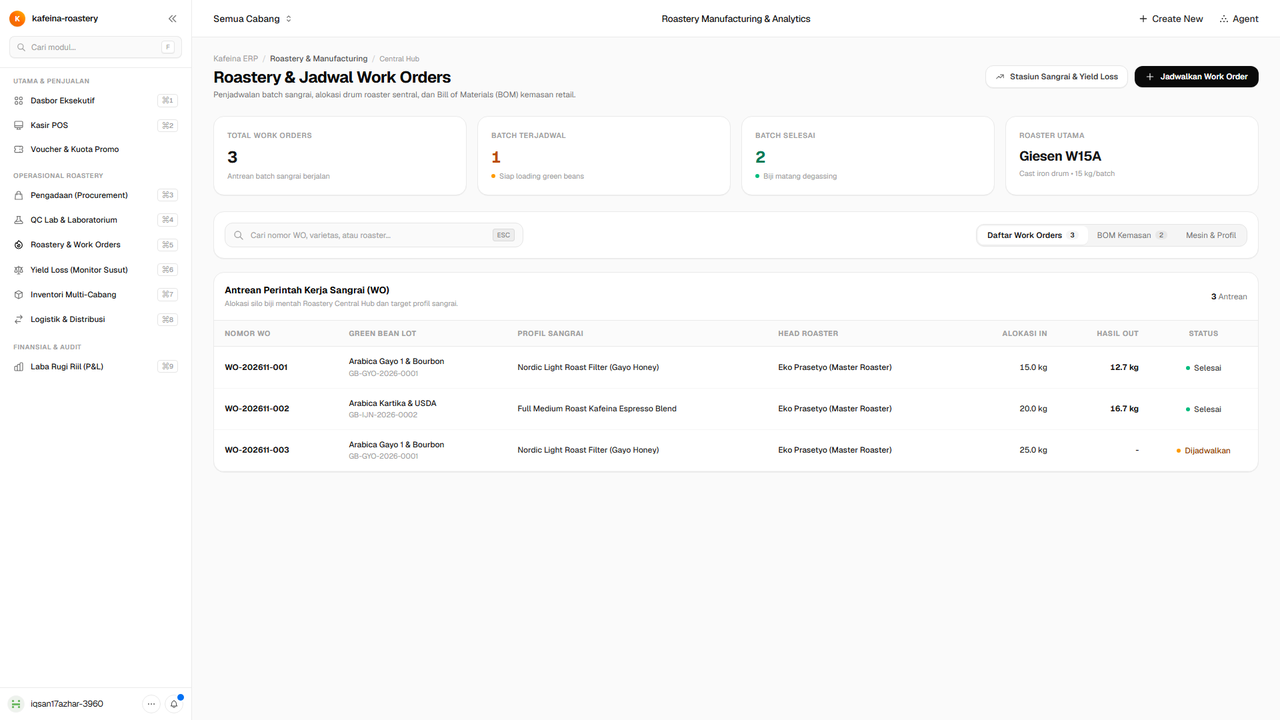 K kafeina-roastery
Cari modul... F
UTAMA & PENJUALAN
Dasbor Eksekutif ⌘1
Kasir POS ⌘2
Voucher & Kuota Promo
OPERASIONAL ROASTERY
Pengadaan (Procurement) ⌘3
QC Lab & Laboratorium ⌘4
Roastery & Work Orders ⌘5
Yield Loss (Monitor Susut) ⌘6
Inventori Multi-Cabang ⌘7
Logistik & Distribusi ⌘8
FINANSIAL & AUDIT
Laba Rugi Riil (P&L) ⌘9
iqsan17azhar-3960
Semua Cabang
Roastery Manufacturing & Analytics
Create New
Agent
Kafeina ERP / Roastery & Manufacturing / Central Hub
Roastery & Jadwal Work Orders
Penjadwalan batch sangrai, alokasi drum roaster sentral, dan Bill of Materials (BOM) kemasan retail.
Stasiun Sangrai & Yield Loss
Jadwalkan Work Order
TOTAL WORK ORDERS
3
Antrean batch sangrai berjalan
BATCH TERJADWAL
1
Siap loading green beans
BATCH SELESAI
2
Biji matang degassing
ROASTER UTAMA
Giesen W15A
Cast iron drum • 15 kg/batch
Cari nomor WO, varietas, atau roaster... ESC
Daftar Work Orders 3
BOM Kemasan 2
Mesin & Profil
Antrean Perintah Kerja Sangrai (WO)
Alokasi silo biji mentah Roastery Central Hub dan target profil sangrai.
3 Antrean
NOMOR WO GREEN BEAN LOT PROFIL SANGRAI HEAD ROASTER ALOKASI IN HASIL OUT STATUS
WO-202611-001 Arabica Gayo 1 & Bourbon Nordic Light Roast Filter (Gayo Honey) Eko Prasetyo (Master Roaster) 15.0 kg 12.7 kg Selesai
GB-GYO-2026-0001
WO-202611-002 Arabica Kartika & USDA Full Medium Roast Kafeina Espresso Blend Eko Prasetyo (Master Roaster) 20.0 kg 16.7 kg Selesai
GB-IJN-2026-0002
WO-202611-003 Arabica Gayo 1 & Bourbon Nordic Light Roast Filter (Gayo Honey) Eko Prasetyo (Master Roaster) 25.0 kg - Dijadwalkan
GB-GYO-2026-0001